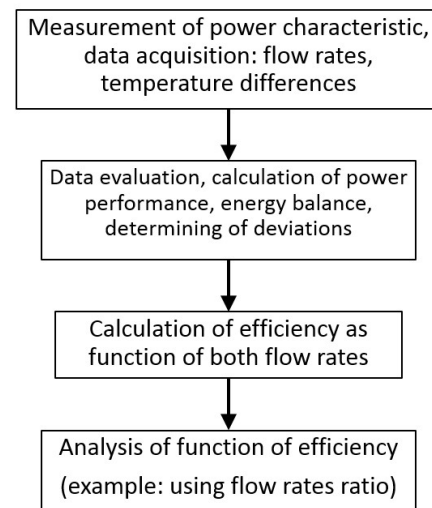 Measurement of power characteristic,
data acquisition: flow rates,
temperature differences
Data evaluation, calculation of power
performance, energy balance,
determining of deviations
Calculation of efficiency as
function of both flow rates
Analysis of function of efficiency
(example: using flow rates ratio)